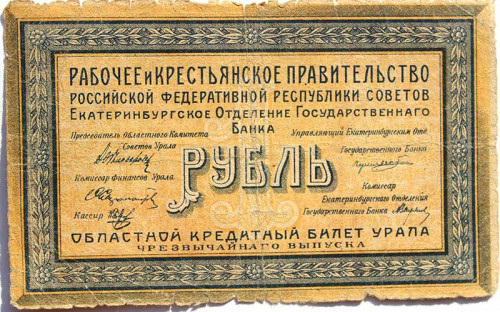 РАБОЧЕЕ и КРЕСТЬЯНСКОЕ ПРАВИТЕЛЬСТВО
РОССИЙСКОЙ ФЕДЕРАТИВНОЙ РЕСПУБЛИКИ СОВЕТОВ
ЕКАТЕРИНБУРГСКОЕ ОТДЕЛЕНИЕ ГОСУДАРСТВЕННОГО
БАНКА
Председатель Областного Комитета
Советов Урала
Комиссар Финансов Урала
Кассир
Управляющий Екатеринбургским Отд.
Государственного Банка
Комиссар
Екатеринбургского Отделения
Государственного Банка
РУБЛЬ
ОБЛАСТНОЙ КРЕДИТНЫЙ БИЛЕТ УРАЛА
ЧРЕЗВЫЧАЙНАГО ВЫПУСКА